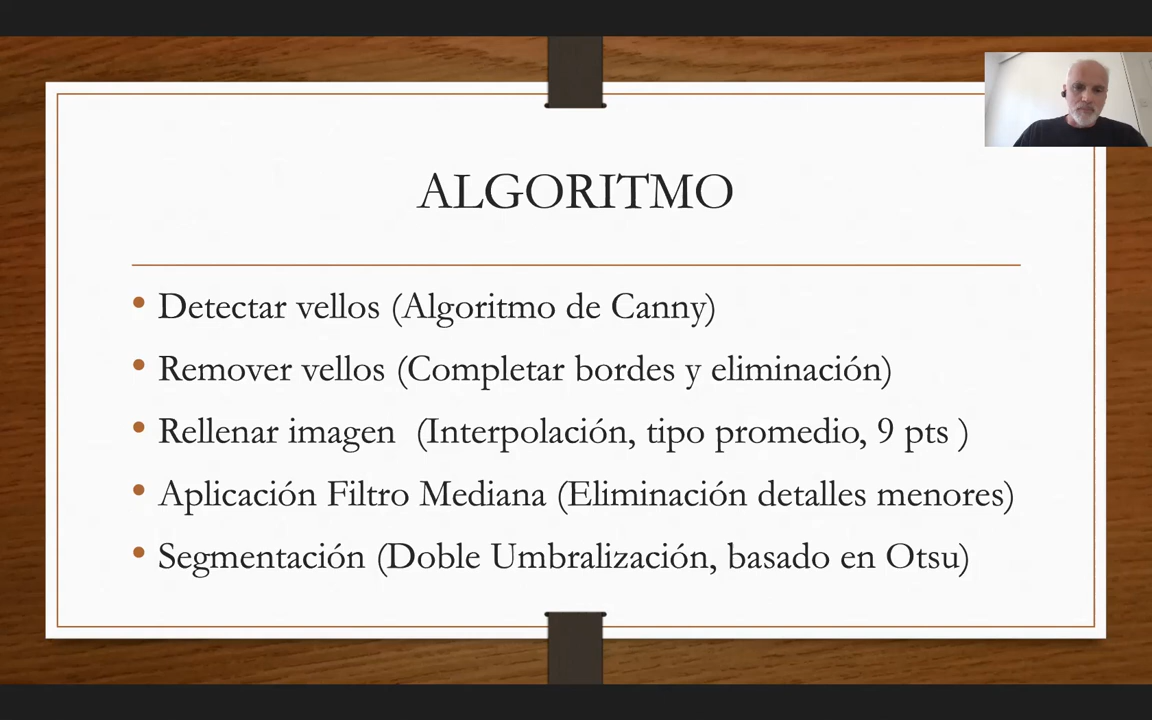 ALGORITMO
• Detectar vellos (Algoritmo de Canny)
• Remover vellos (Completar bordes y eliminación)
• Rellenar imagen  (Interpolación, tipo promedio, 9 pts )
• Aplicación Filtro Mediana (Eliminación detalles menores)
• Segmentación (Doble Umbralización, basado en Otsu)